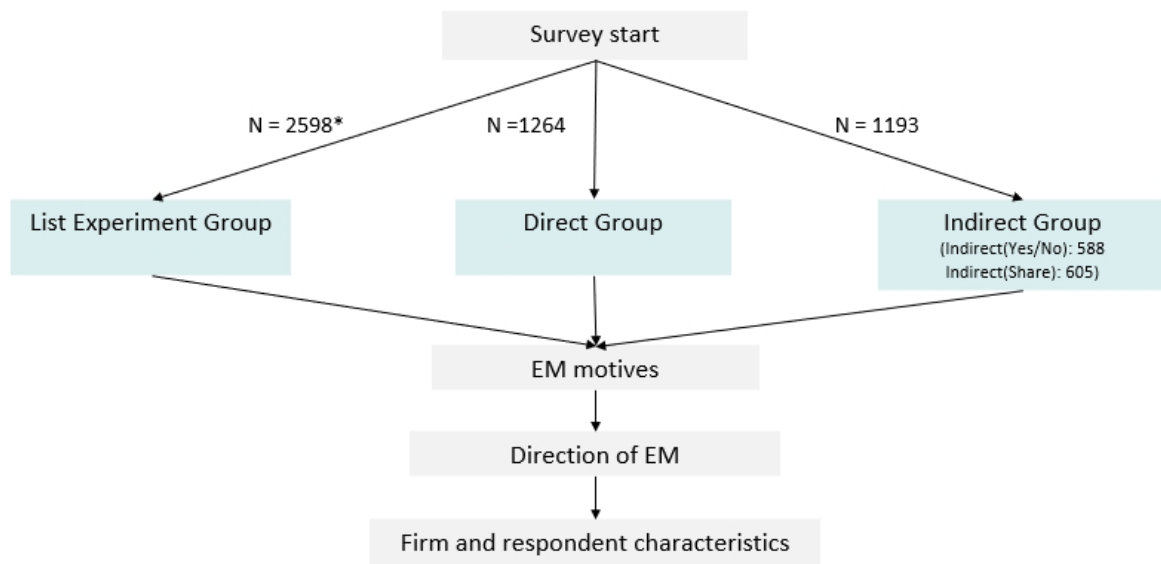 Survey start
N = 2598*
N =1264
N = 1193
List Experiment Group
Direct Group
Indirect Group
(Indirect(Yes/No): 588
Indirect(Share): 605)
EM motives
Direction of EM
Firm and respondent characteristics